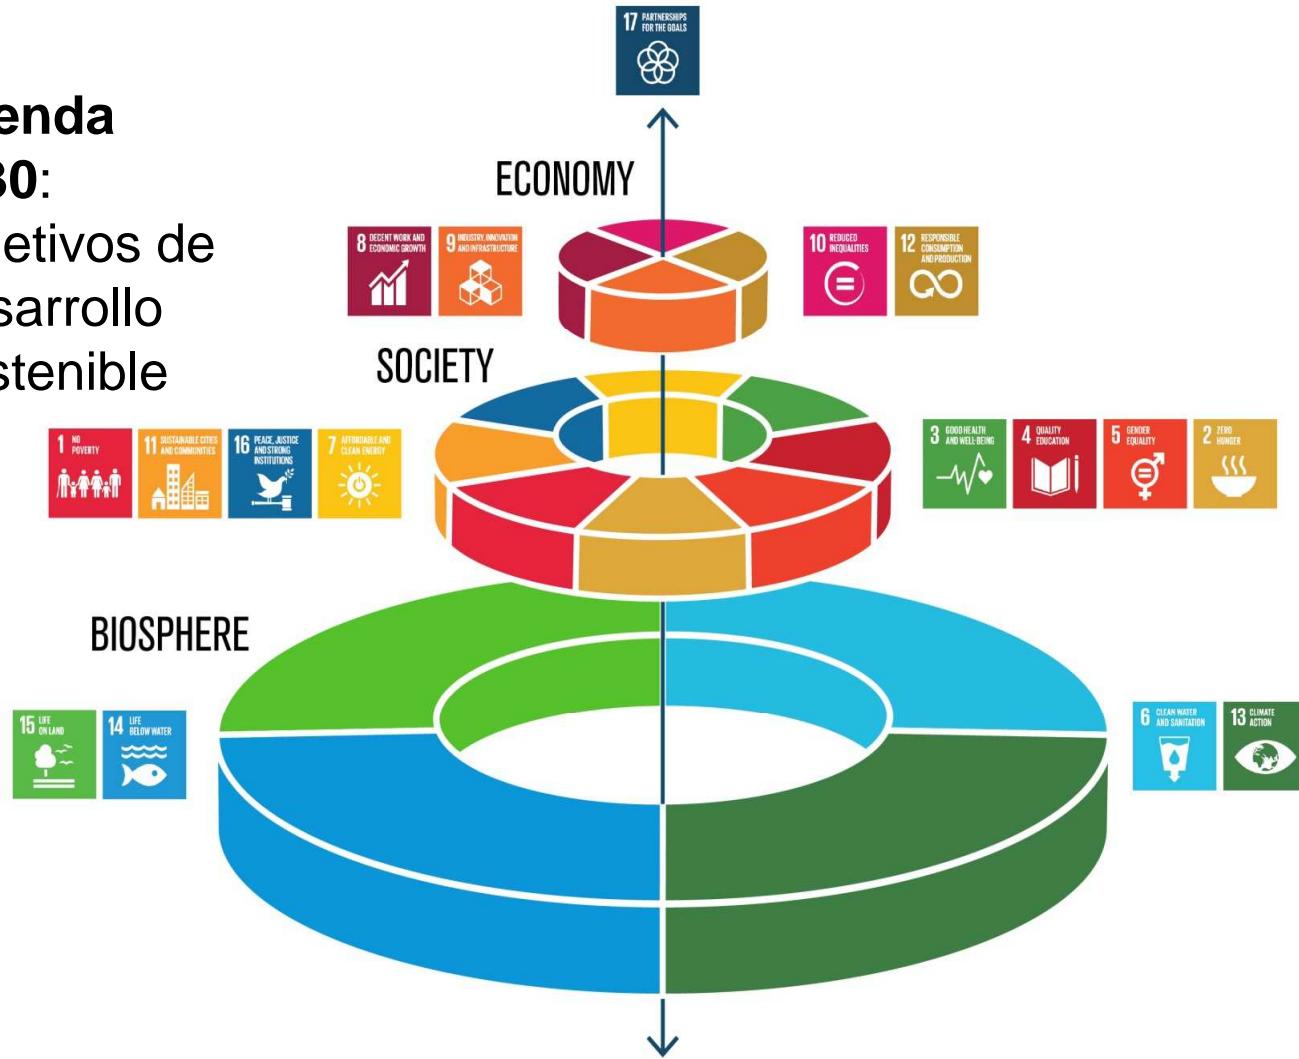 17 PARTNERSHIPS
FOR THE GOALS
enda
30:
jetivos de
sarrollo
stenible
ECONOMY
8 DECENT WORK AND
ECONOMIC GROWTH
9 INDUSTRY, INNOVATION
AND INFRASTRUCTURE
10 REDUCED
INEQUALITIES
12 RESPONSIBLE
CONSUMPTION
AND PRODUCTION
SOCIETY
1 NO
POVERTY
11 SUSTAINABLE CITIES
AND COMMUNITIES
16 PEACE, JUSTICE
AND STRONG
INSTITUTIONS
7 AFFORDABLE AND
CLEAN ENERGY
3 GOOD HEALTH
AND WELL-BEING
4 QUALITY
EDUCATION
5 GENDER
EQUALITY
2 ZERO
HUNGER
BIOSPHERE
15 LIFE
ON LAND
14 LIFE
BELOW WATER
6 CLEAN WATER
AND SANITATION
13 CLIMATE
ACTION